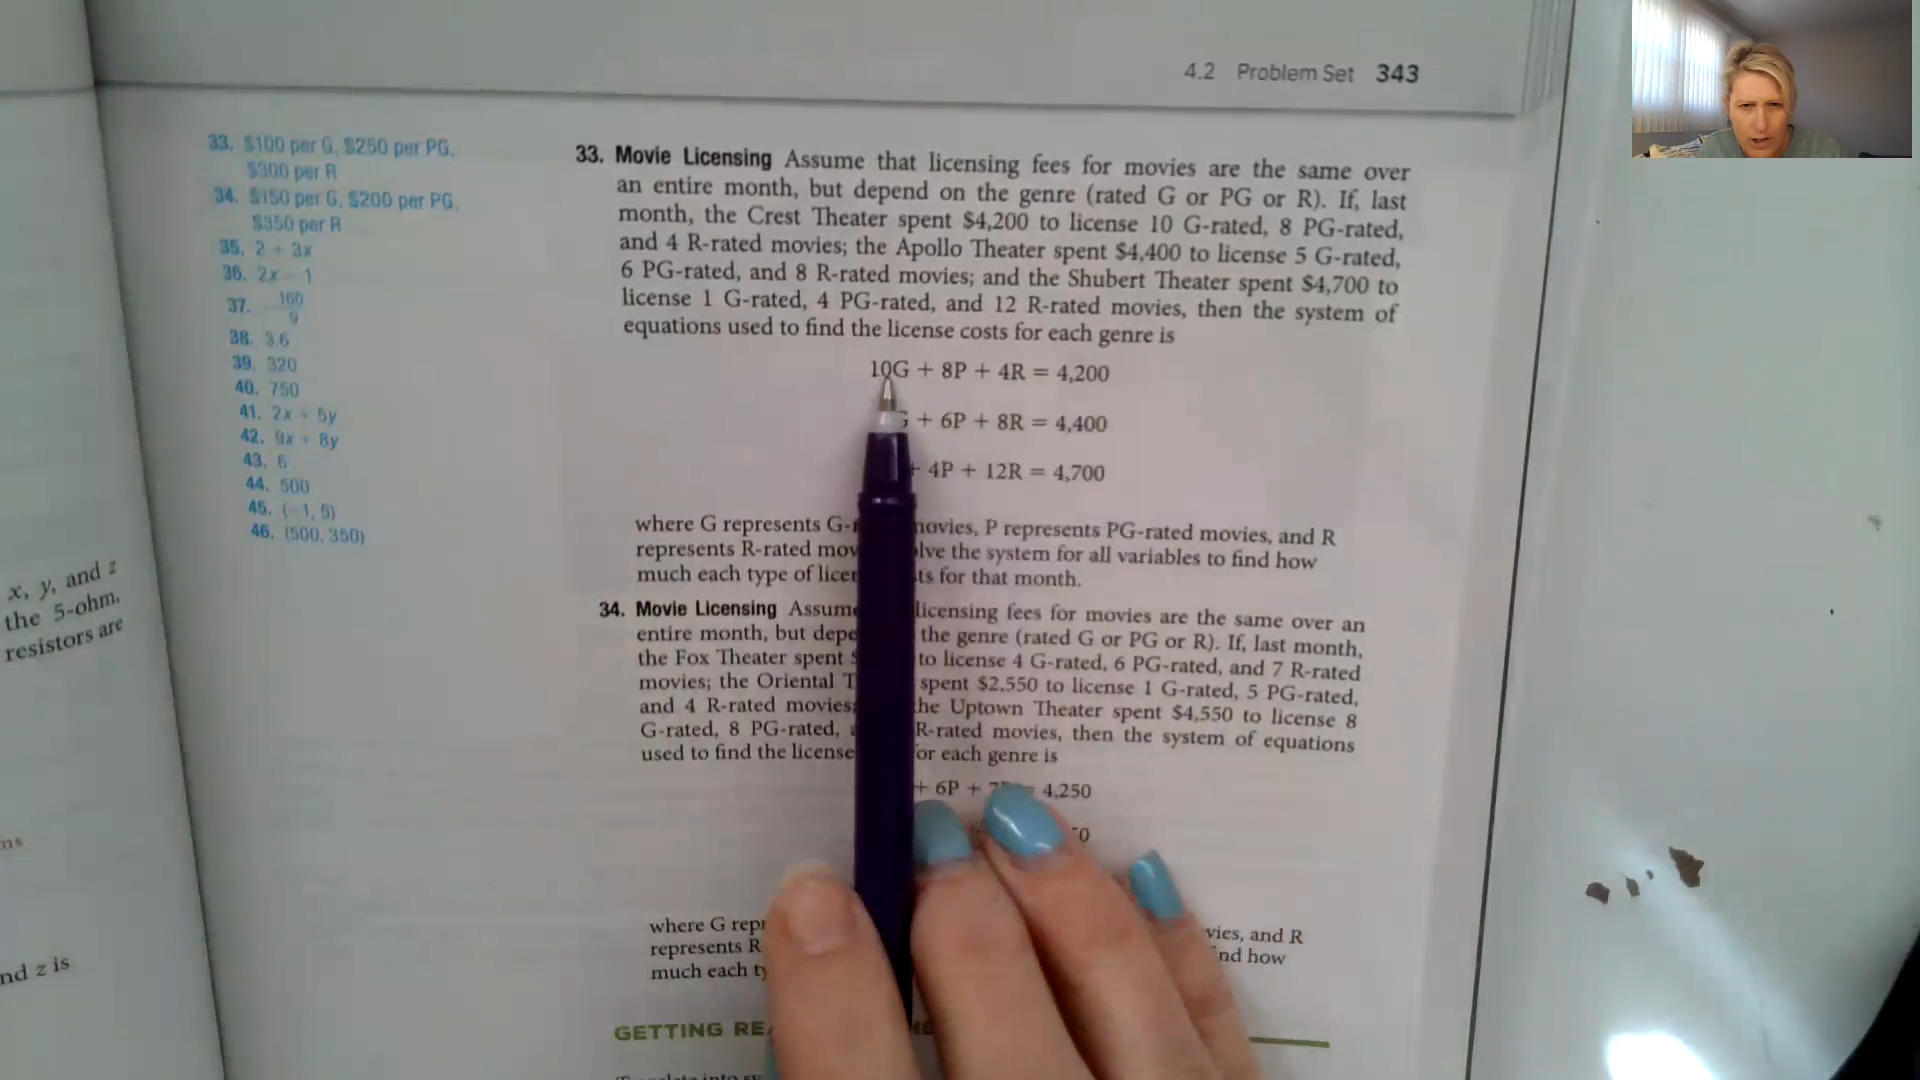 4.2 Problem Set 343
33. $100 per G, $250 per PG,
$300 per R
34. $150 per G, $200 per PG,
$350 per R
35. 2 + 3x
36. 2x − 1
37. −160/9
38. 3.6
39. 320
40. 750
41. 2x + 5y
42. 9x + 8y
43. 6
44. 500
45. (−1, 5)
46. (500, 350)
x, y, and z
the 5-ohm,
resistors are
nd z is
33. Movie Licensing Assume that licensing fees for movies are the same over
an entire month, but depend on the genre (rated G or PG or R). If, last
month, the Crest Theater spent $4,200 to license 10 G-rated, 8 PG-rated,
and 4 R-rated movies; the Apollo Theater spent $4,400 to license 5 G-rated,
6 PG-rated, and 8 R-rated movies; and the Shubert Theater spent $4,700 to
license 1 G-rated, 4 PG-rated, and 12 R-rated movies, then the system of
equations used to find the license costs for each genre is
10G + 8P + 4R = 4,200
+ 6P + 8R = 4,400
+ 4P + 12R = 4,700
where G represents G- movies, P represents PG-rated movies, and R
represents R-rated mov lve the system for all variables to find how
much each type of licen ts for that month.
34. Movie Licensing Assume licensing fees for movies are the same over an
entire month, but depe the genre (rated G or PG or R). If, last month,
the Fox Theater spent to license 4 G-rated, 6 PG-rated, and 7 R-rated
movies; the Oriental T spent $2,550 to license 1 G-rated, 5 PG-rated,
and 4 R-rated movies; the Uptown Theater spent $4,550 to license 8
G-rated, 8 PG-rated, R-rated movies, then the system of equations
used to find the license for each genre is
+ 6P + 7 = 4,250
where G repr vies, and R
represents R nd how
much each ty
GETTING RE